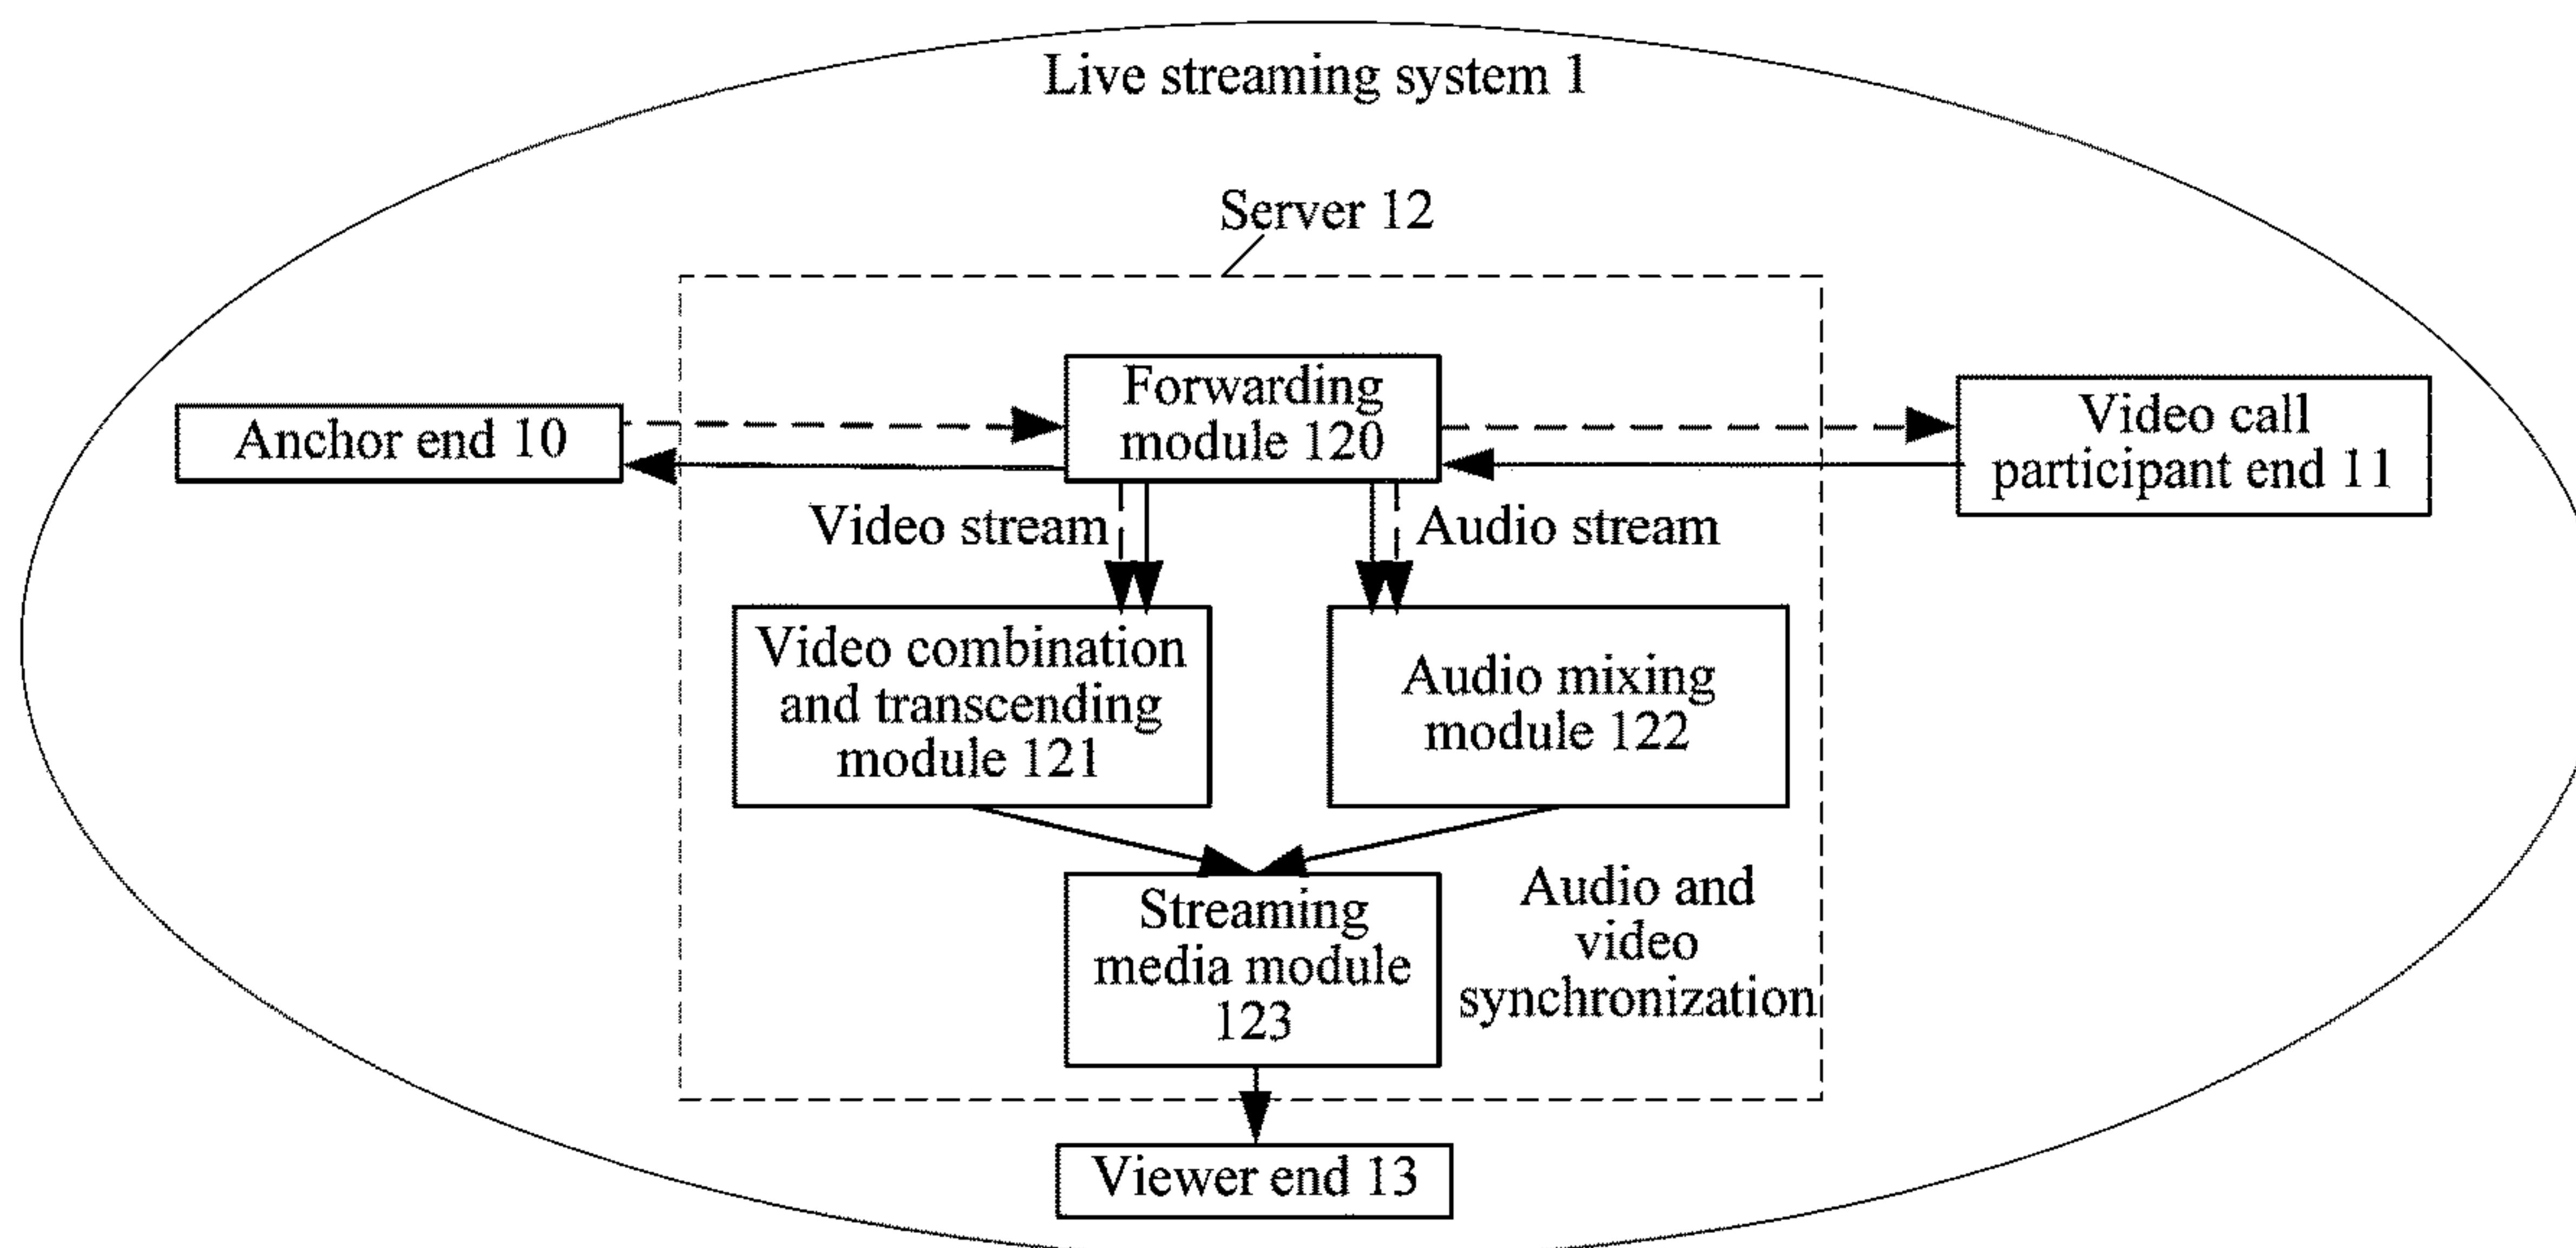 Live streaming system 1
Server 12
Forwarding
module 120
Anchor end 10
Video call
participant end 11
Video stream
Audio stream
Video combination
and transcending
module 121
Audio mixing
module 122
Streaming
media module
123
Audio and
video
synchronization
Viewer end 13